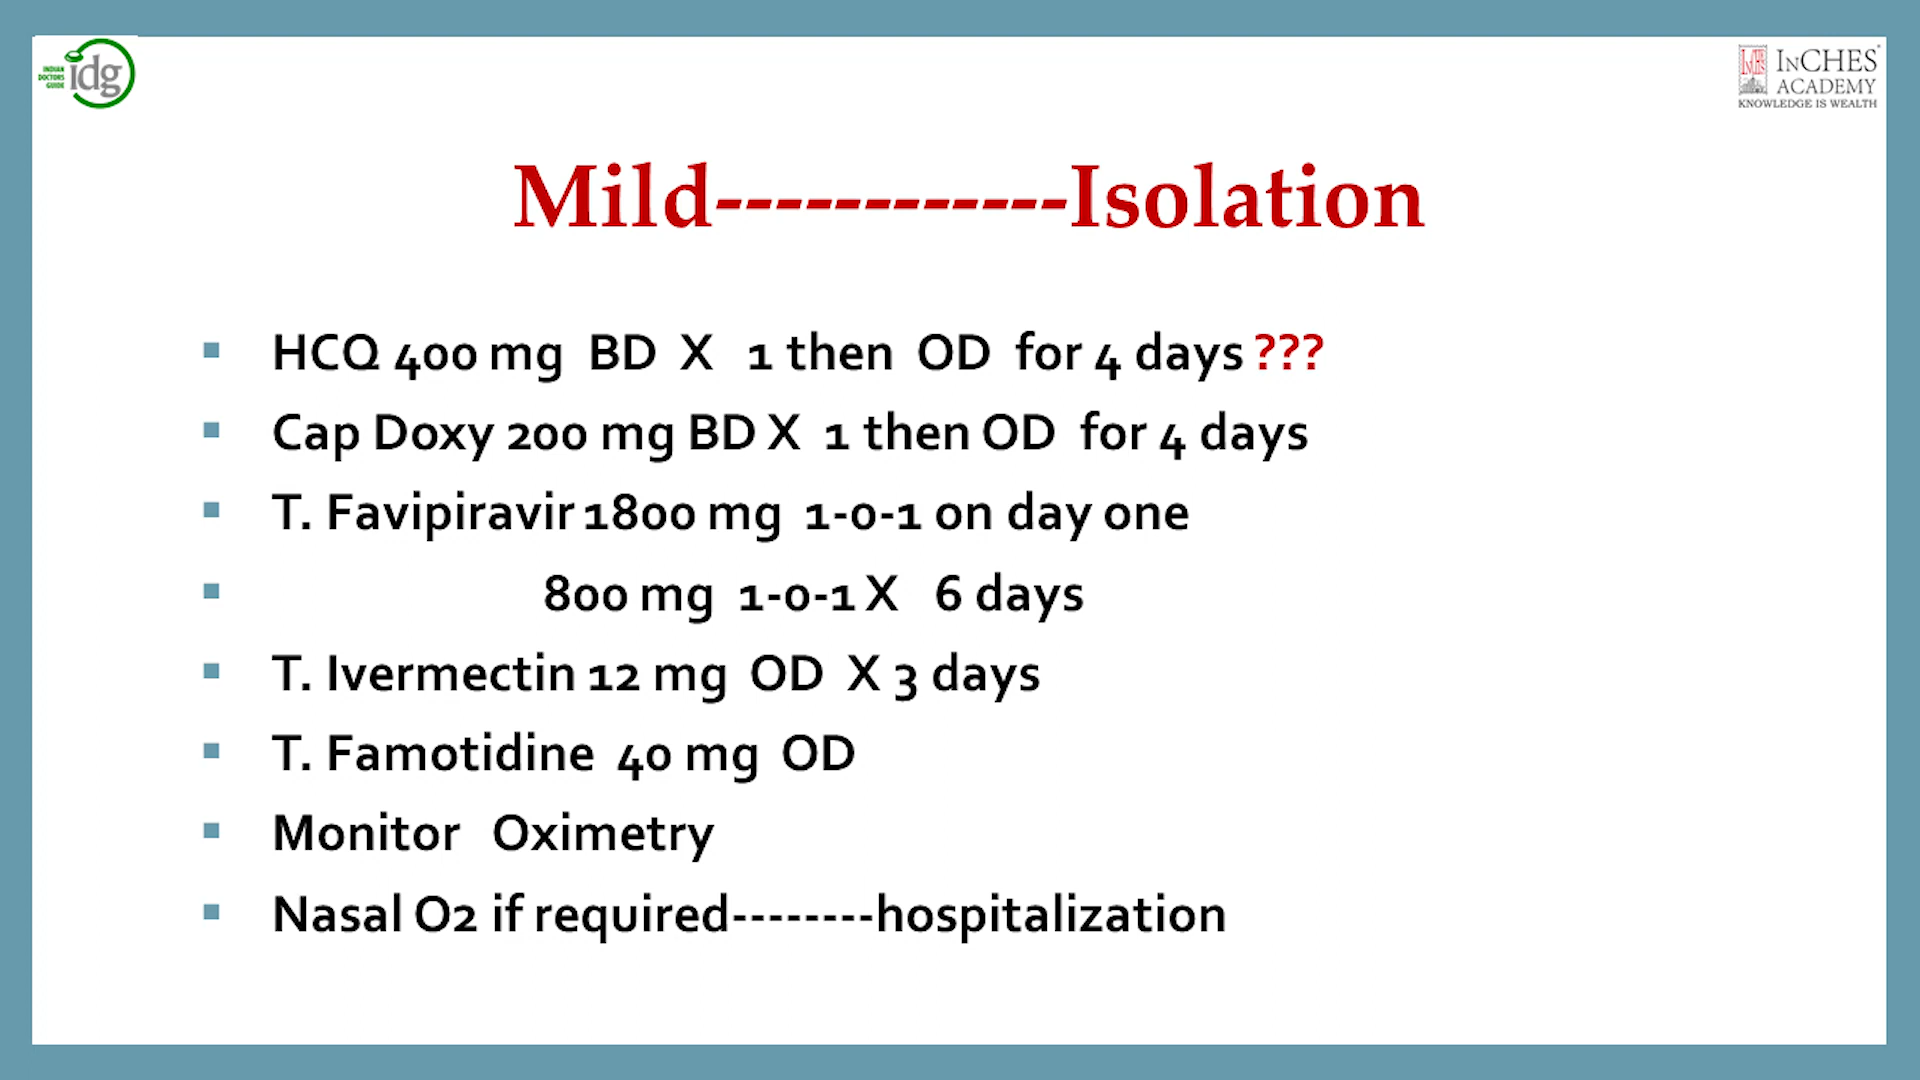 INDIAN
DOCTORS
GUIDE
idg
INCHES
ACADEMY
KNOWLEDGE IS WEALTH
Mild------------Isolation
HCQ 400 mg BD X 1 then OD for 4 days ???
Cap Doxy 200 mg BD X 1 then OD for 4 days
T. Favipiravir 1800 mg 1-0-1 on day one
800 mg 1-0-1 X 6 days
T. Ivermectin 12 mg OD X 3 days
T. Famotidine 40 mg OD
Monitor Oximetry
Nasal O2 if required--------hospitalization